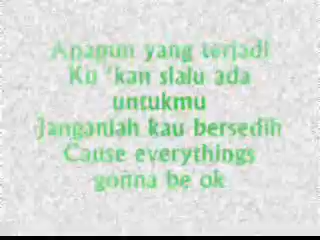 Apapun yang terjadi
Ku 'kan slalu ada
untukmu
Janganlah kau bersedih
Cause everythings
gonna be ok